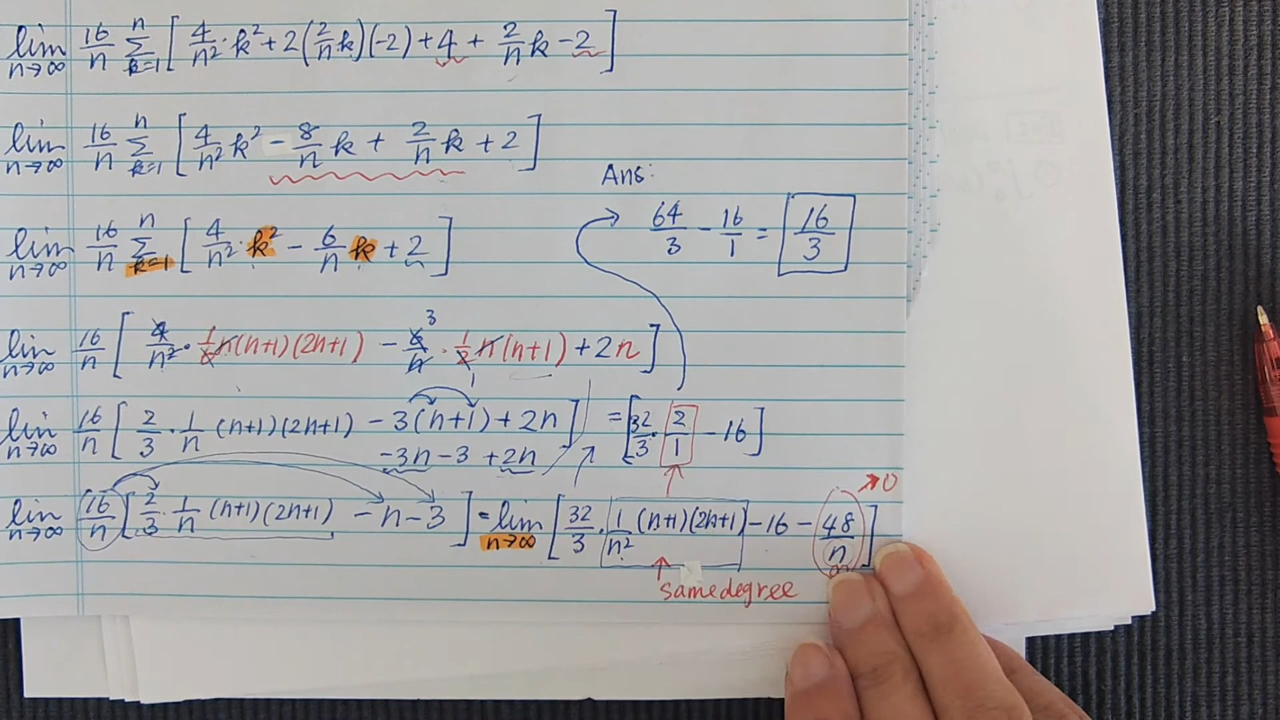 lim n→∞ 16/n Σ k=1 n [ 4/n² · k² + 2(2/n k)(-2) + 4 + 2/n k - 2 ]
lim n→∞ 16/n Σ k=1 n [ 4/n² k² - 8/n k + 2/n k + 2 ]
lim n→∞ 16/n Σ k=1 n [ 4/n² · k² - 6/n k + 2 ]
lim n→∞ 16/n [ 4/n² · 1/6 n(n+1)(2n+1) - 6/n · 1/2 n(n+1) + 2n ]
3
1
lim n→∞ 16/n [ 2/3 · 1/n (n+1)(2n+1) - 3(n+1) + 2n ]
-3n - 3 + 2n
lim n→∞ 16/n [ 2/3 · 1/n (n+1)(2n+1) - n - 3 ] = lim n→∞ [ 32/3 · 1/n² (n+1)(2n+1) - 16 - 48/n ]
→0
∞
↑
same degree
= [ 32/3 · 2/1 - 16 ]
Ans:
64/3 - 16/1 = 16/3